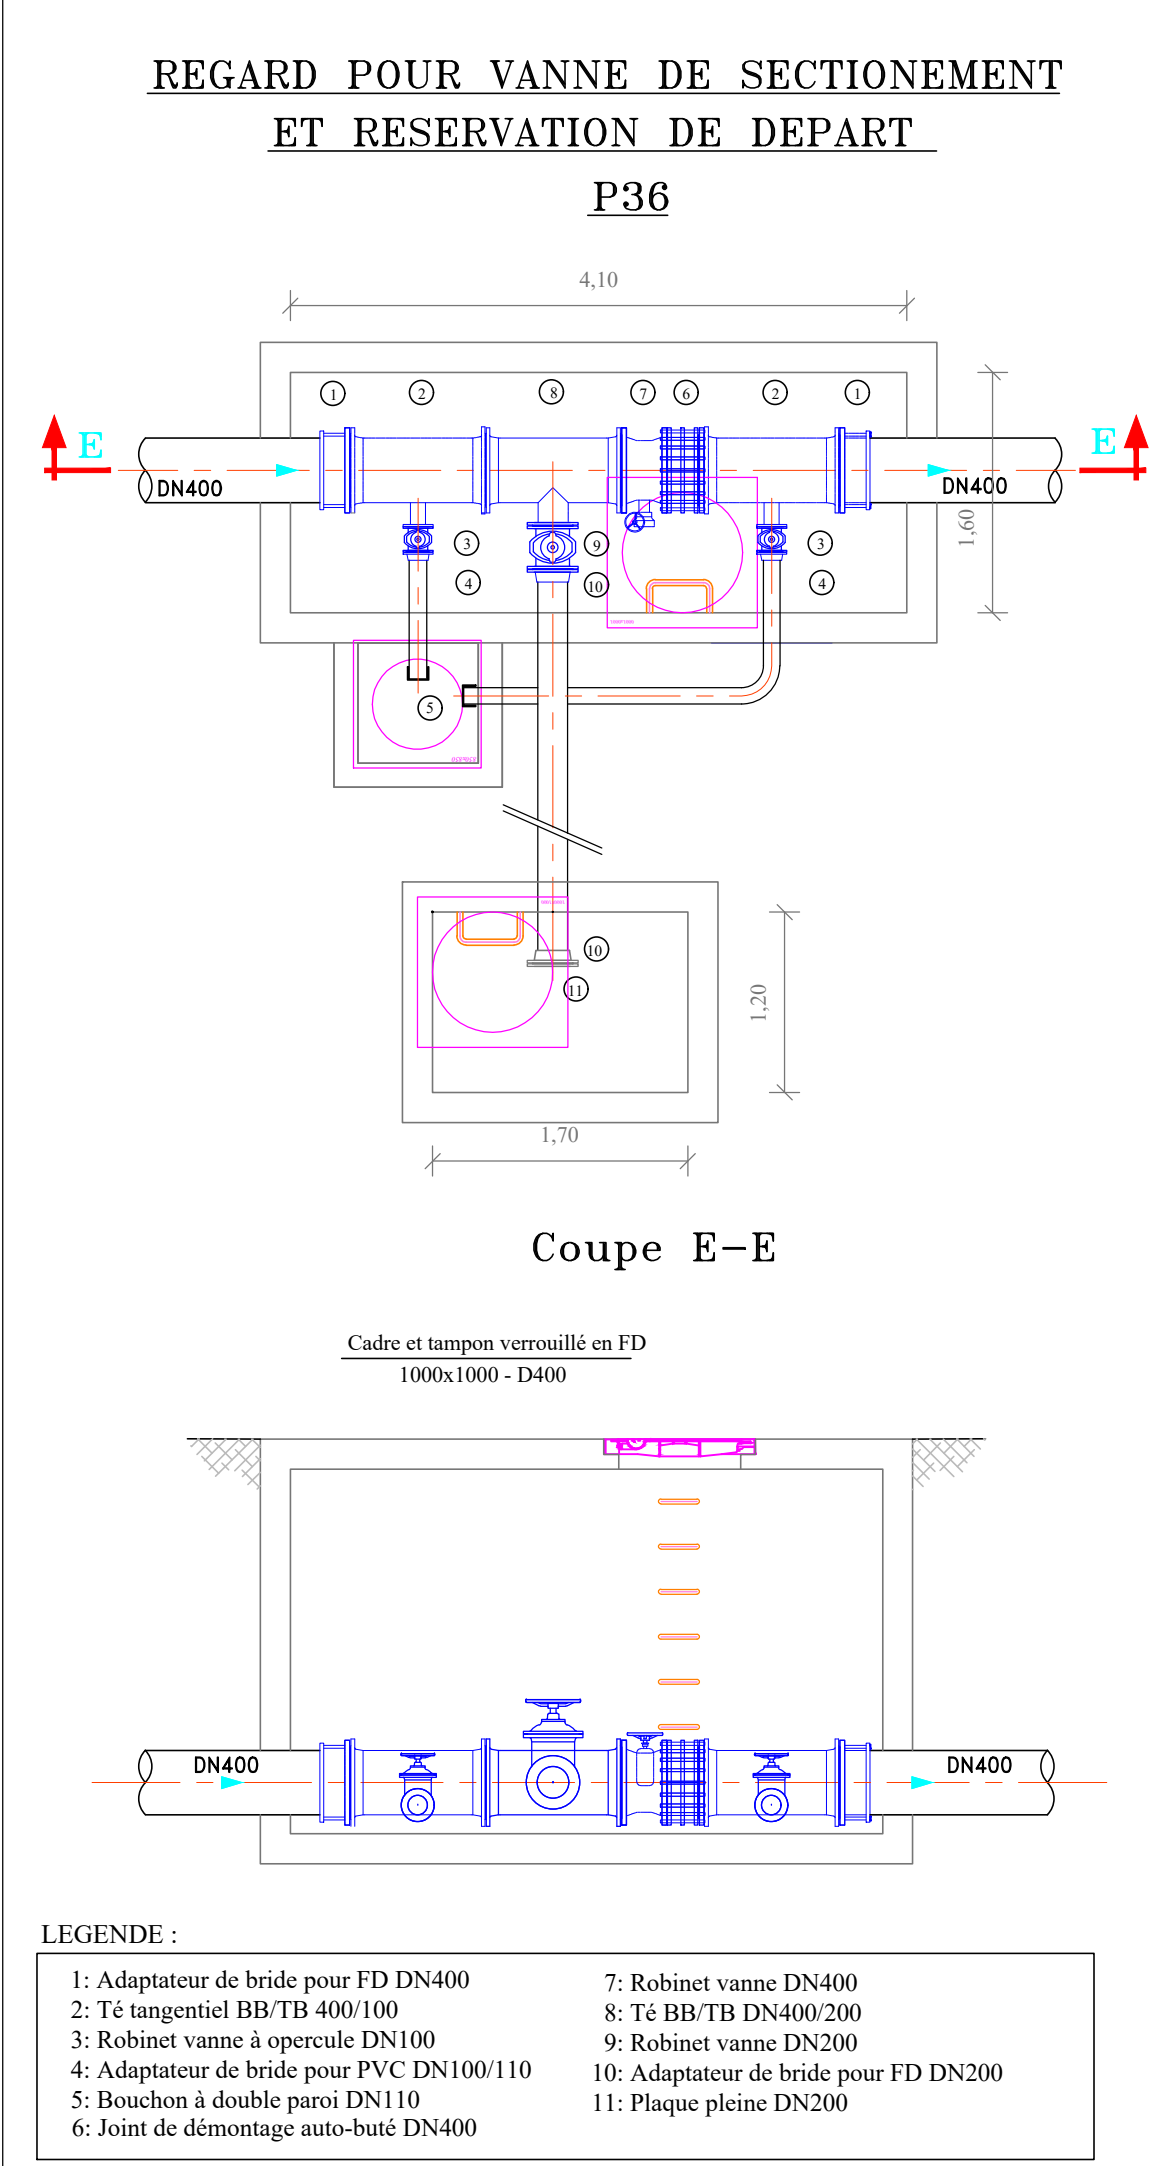 REGARD POUR VANNE DE SECTIONEMENT
ET RESERVATION DE DEPART
P36
4,10
1 2 8 7 6 2 1
E E
DN400 DN400
1,60
3 9 3
4 10 4
1000*1000
5
10
11
1,20
1,70
Coupe E-E
Cadre et tampon verrouillé en FD
1000x1000 - D400
DN400 DN400
LEGENDE :
1: Adaptateur de bride pour FD DN400
2: Té tangentiel BB/TB 400/100
3: Robinet vanne à opercule DN100
4: Adaptateur de bride pour PVC DN100/110
5: Bouchon à double paroi DN110
6: Joint de démontage auto-buté DN400
7: Robinet vanne DN400
8: Té BB/TB DN400/200
9: Robinet vanne DN200
10: Adaptateur de bride pour FD DN200
11: Plaque pleine DN200